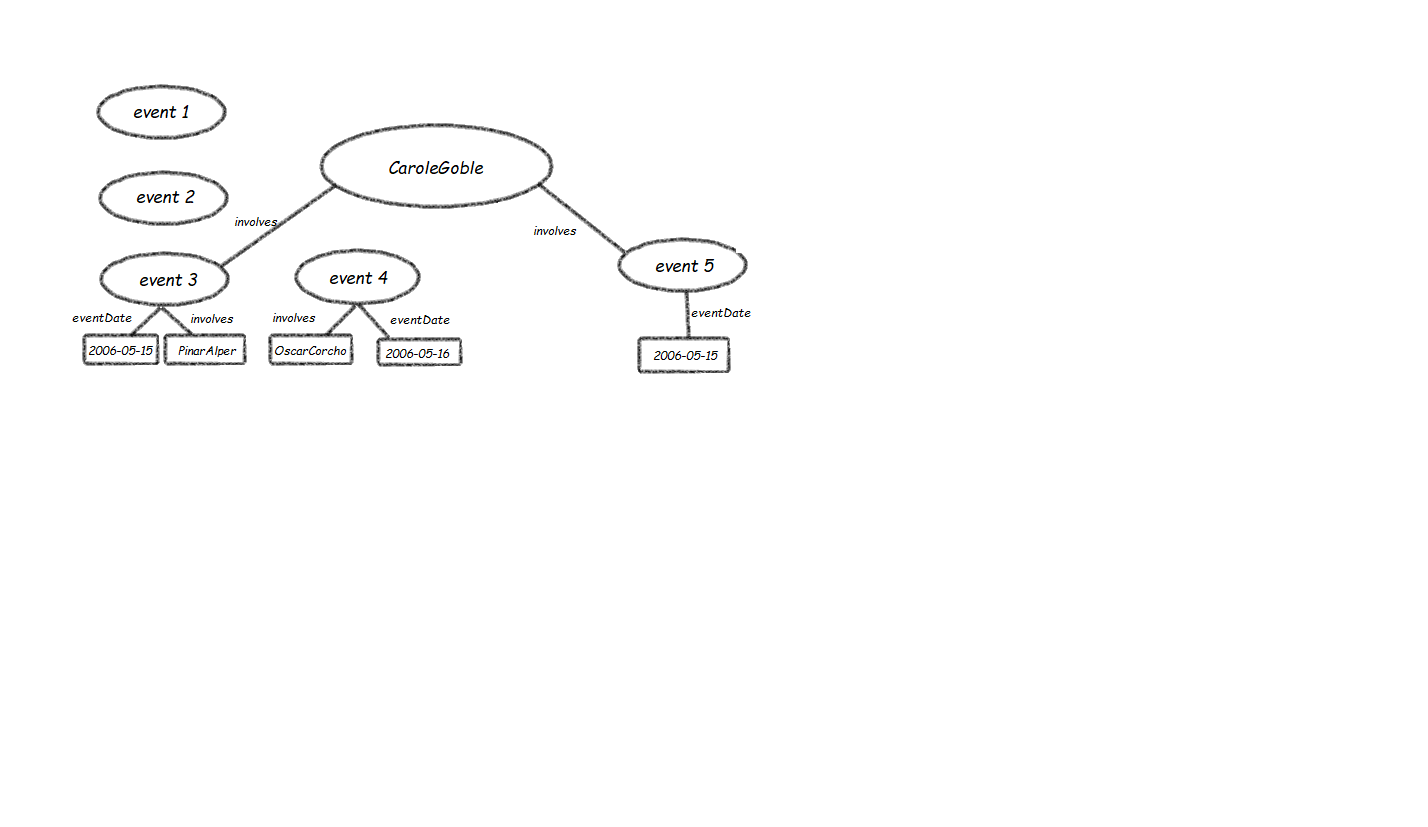 event 1
CaroleGoble
event 2
involves
involves
event 3
event 4
event 5
eventDate
involves
involves
eventDate
eventDate
2006-05-15
PinarAlper
OscarCorcho
2006-05-16
2006-05-15